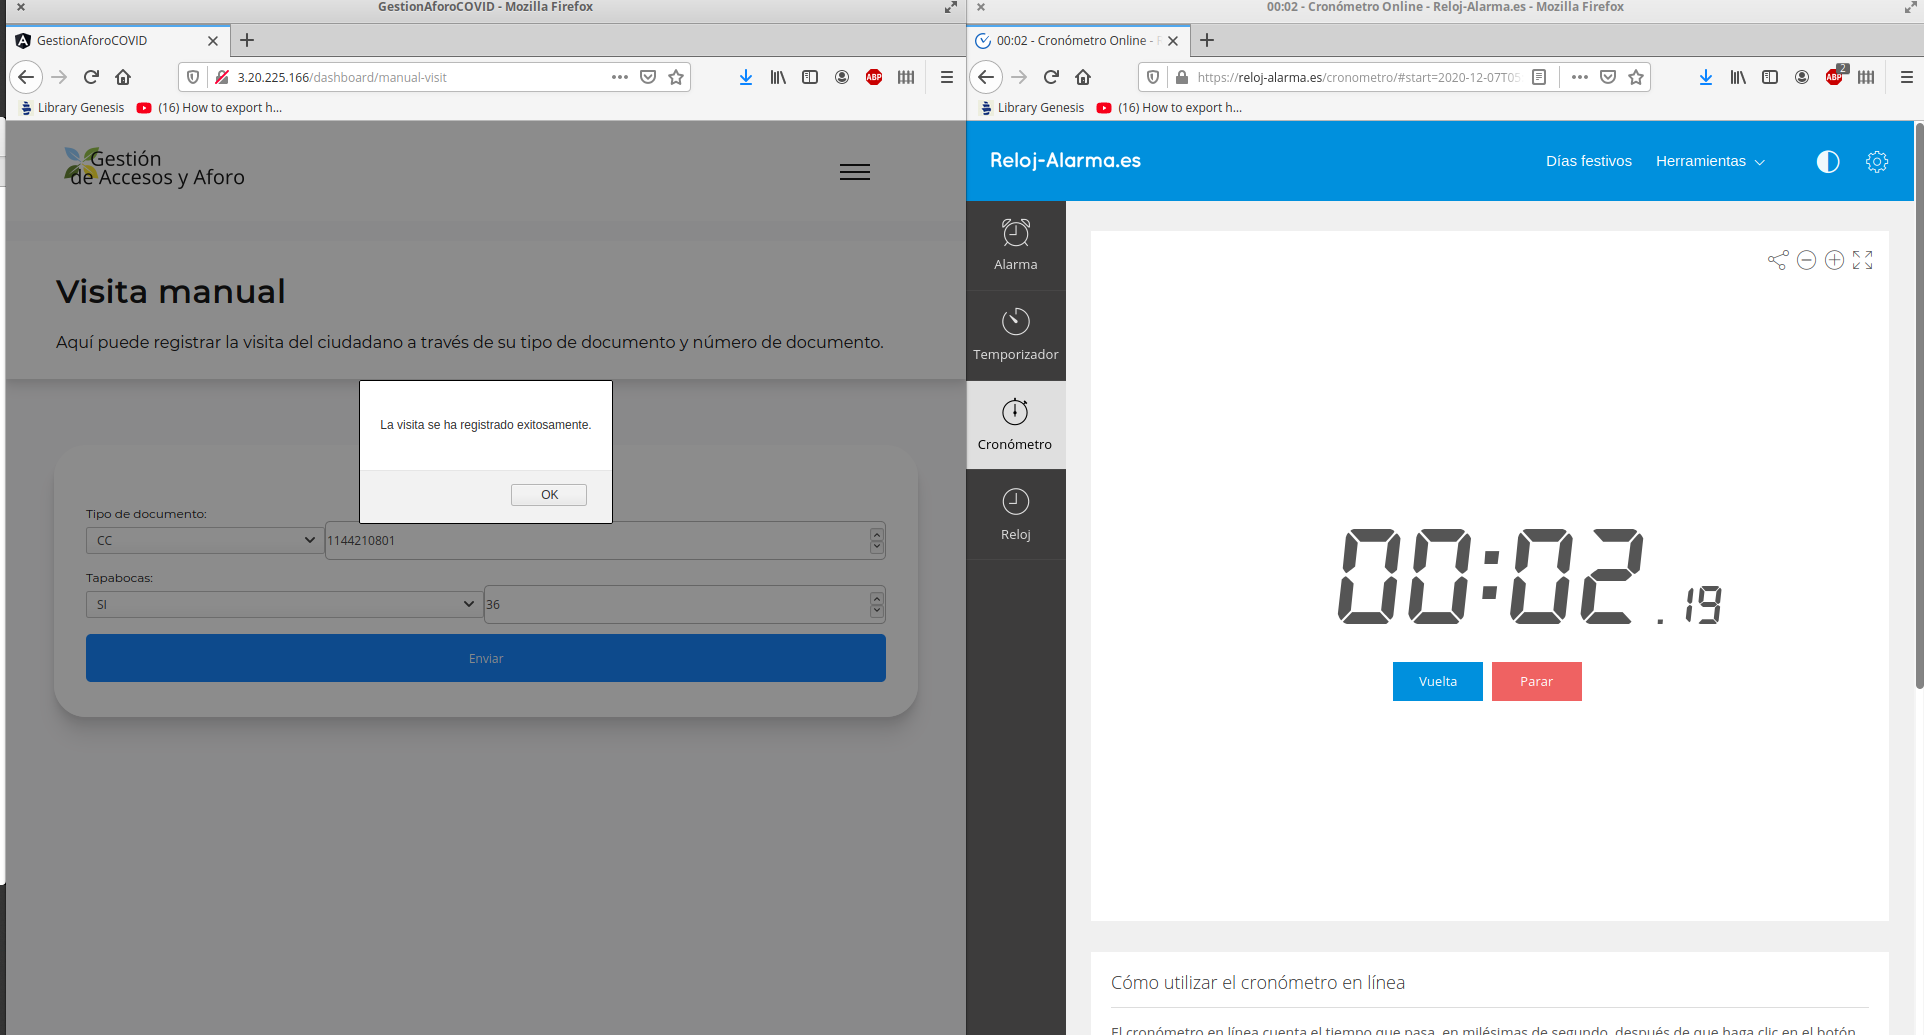 GestionAforoCOVID - Mozilla Firefox
GestionAforoCOVID
3.20.225.166/dashboard/manual-visit
ABP
Library Genesis
(16) How to export h...
Gestión
de Accesos y Aforo
Visita manual
Aquí puede registrar la visita del ciudadano a través de su tipo de documento y número de documento.
La visita se ha registrado exitosamente.
OK
Tipo de documento:
CC
1144210801
Tapabocas:
SI
36
Enviar
00:02 - Cronómetro Online - Reloj-Alarma.es - Mozilla Firefox
00:02 - Cronómetro Online -
https://reloj-alarma.es/cronometro/#start=2020-12-07T05
ABP
2
Library Genesis
(16) How to export h...
Reloj-Alarma.es
Días festivos
Herramientas
Alarma
Temporizador
Cronómetro
Reloj
00:02.19
Vuelta
Parar
Cómo utilizar el cronómetro en línea
El cronómetro en línea cuenta el tiempo que pasa, en milésimas de segundo, después de que haga clic en el botón